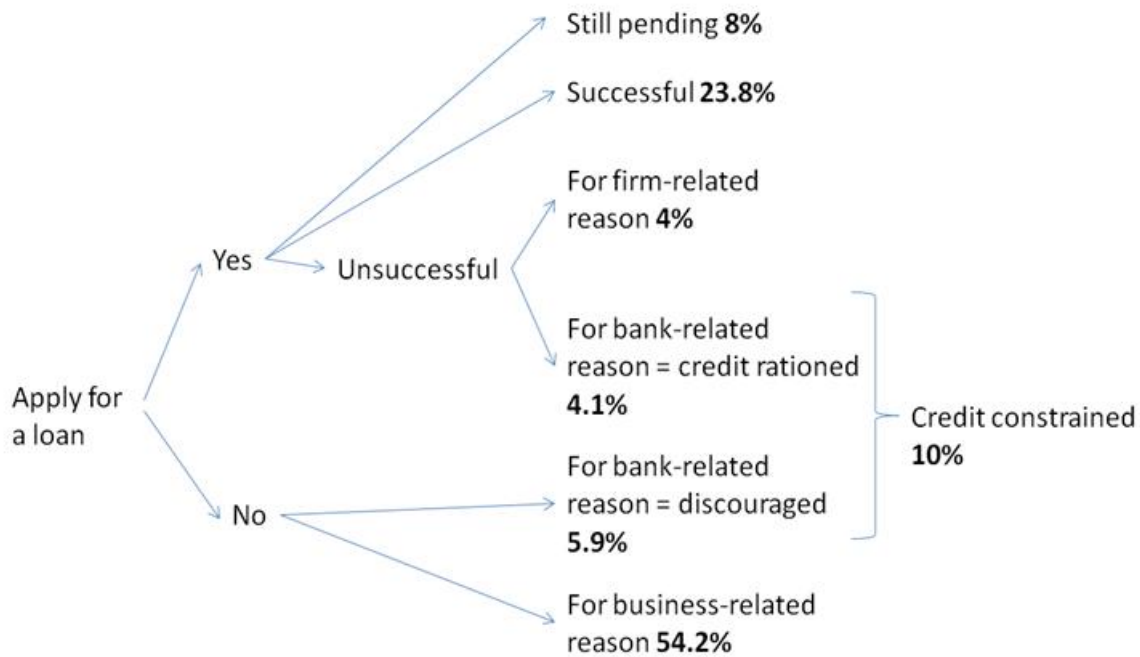 Still pending 8%
Successful 23.8%
For firm-related
reason 4%
Yes
Unsuccessful
For bank-related
reason = credit rationed
4.1%
Apply for
a loan
Credit constrained
10%
For bank-related
reason = discouraged
5.9%
No
For business-related
reason 54.2%